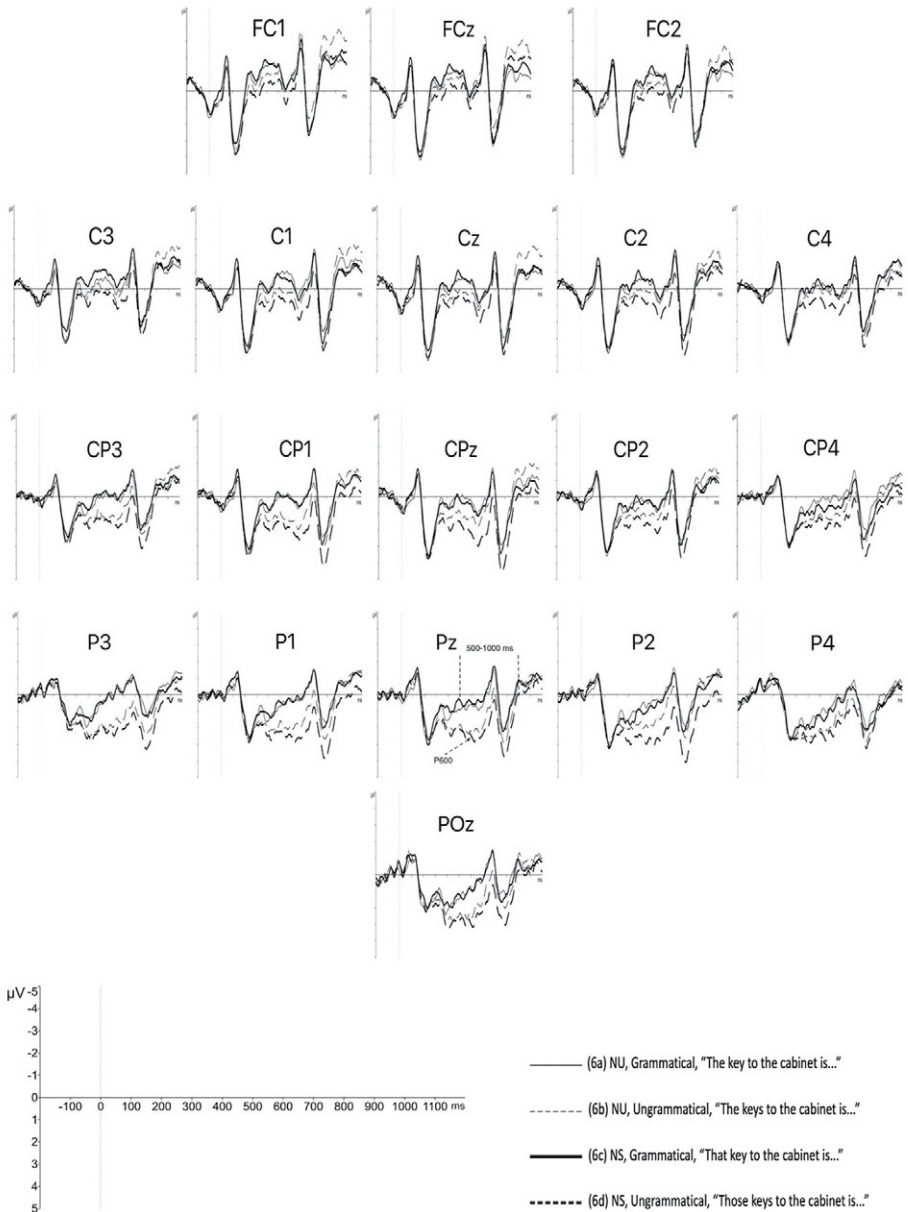 FC1 FCz FC2
C3 C1 Cz C2 C4
CP3 CP1 CPz CP2 CP4
P3 P1 Pz P2 P4
500-1000 ms
P600
POz
µV
-5
-4
-3
-2
-1
0
1
2
3
4
5
-100 0 100 200 300 400 500 600 700 800 900 1000 1100 ms
(6a) NU, Grammatical, "The key to the cabinet is..."
(6b) NU, Ungrammatical, "The keys to the cabinet is..."
(6c) NS, Grammatical, "That key to the cabinet is..."
(6d) NS, Ungrammatical, "Those keys to the cabinet is..."